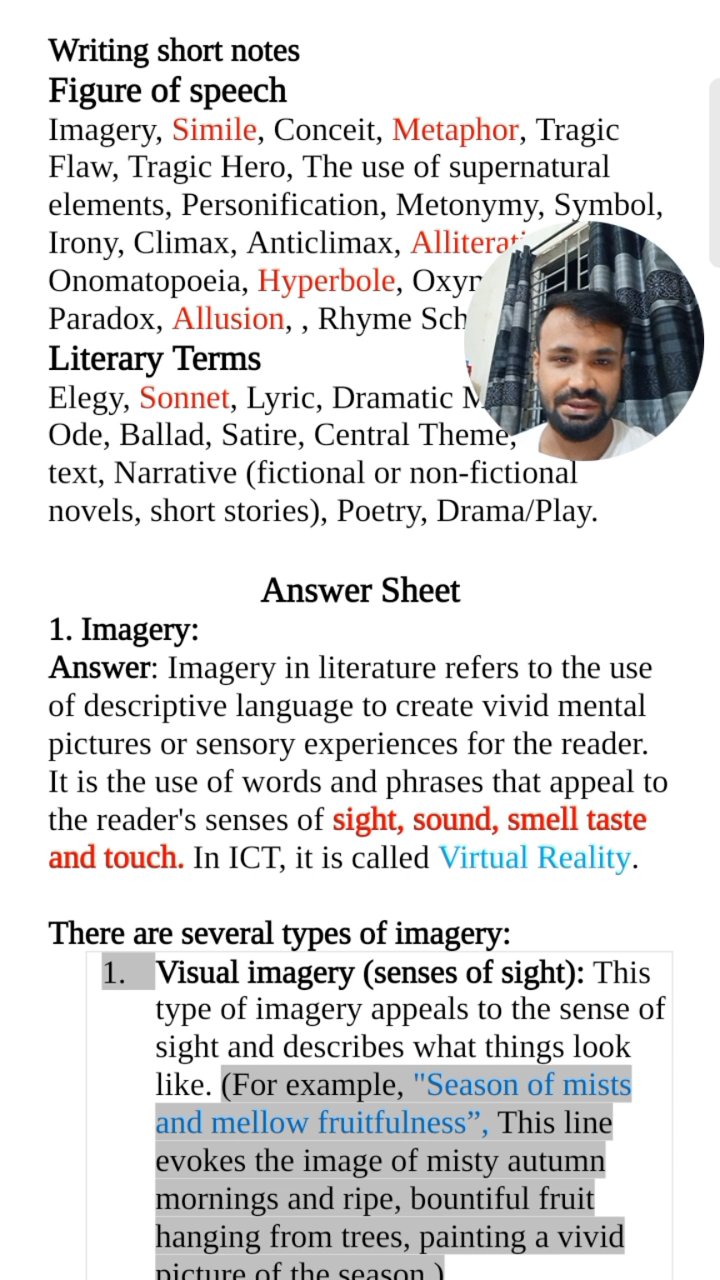 Writing short notes
Figure of speech
Imagery, Simile, Conceit, Metaphor, Tragic
Flaw, Tragic Hero, The use of supernatural
elements, Personification, Metonymy, Symbol,
Irony, Climax, Anticlimax,
Onomatopoeia, Hyperbole,
Paradox, Allusion, , Rhyme
Literary Terms
Elegy, Sonnet, Lyric, Dramatic
Ode, Ballad, Satire, Central Theme,
text, Narrative (fictional or non-fictional
novels, short stories), Poetry, Drama/Play.
Answer Sheet
1. Imagery:
Answer: Imagery in literature refers to the use
of descriptive language to create vivid mental
pictures or sensory experiences for the reader.
It is the use of words and phrases that appeal to
the reader's senses of sight, sound, smell taste
and touch. In ICT, it is called Virtual Reality.
There are several types of imagery:
1. Visual imagery (senses of sight): This
type of imagery appeals to the sense of
sight and describes what things look
like. (For example, "Season of mists
and mellow fruitfulness”, This line
evokes the image of misty autumn
mornings and ripe, bountiful fruit
hanging from trees, painting a vivid
picture of the season.)